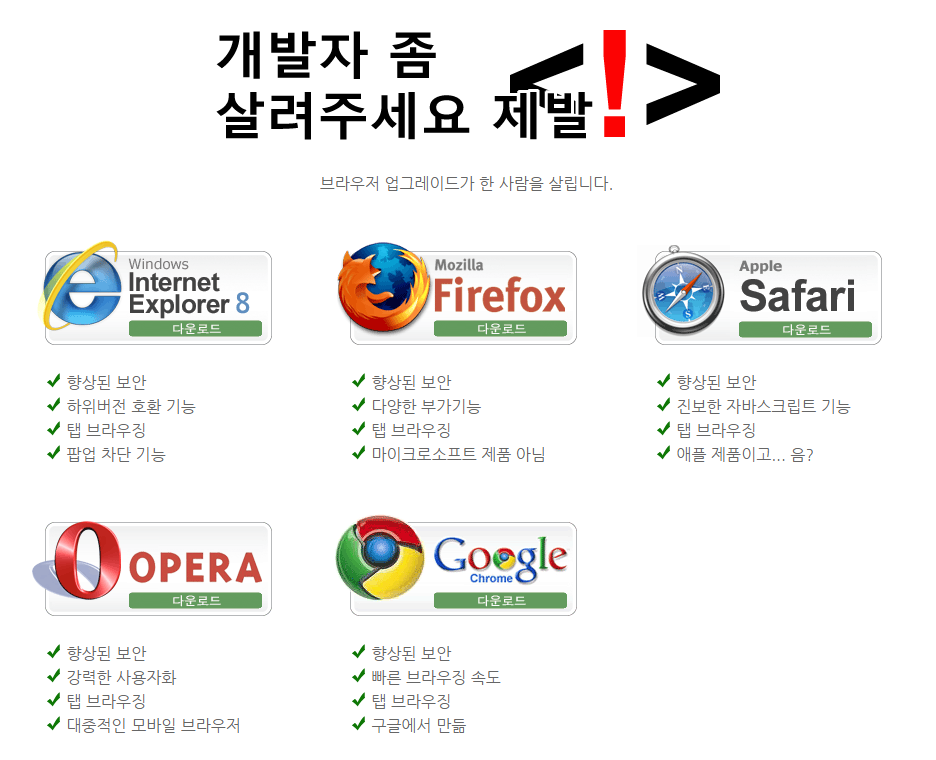 개발자 좀 <!>
살려주세요 제발
브라우저 업그레이드가 한 사람을 살립니다.
Windows
Internet
Explorer 8
다운로드
✔ 향상된 보안
✔ 하위버전 호환 기능
✔ 탭 브라우징
✔ 팝업 차단 기능
Mozilla
Firefox
다운로드
✔ 향상된 보안
✔ 다양한 부가기능
✔ 탭 브라우징
✔ 마이크로소프트 제품 아님
Apple
Safari
다운로드
✔ 향상된 보안
✔ 진보한 자바스크립트 기능
✔ 탭 브라우징
✔ 애플 제품이고... 음?
OPERA
다운로드
✔ 향상된 보안
✔ 강력한 사용자화
✔ 탭 브라우징
✔ 대중적인 모바일 브라우저
Google
Chrome
다운로드
✔ 향상된 보안
✔ 빠른 브라우징 속도
✔ 탭 브라우징
✔ 구글에서 만듦